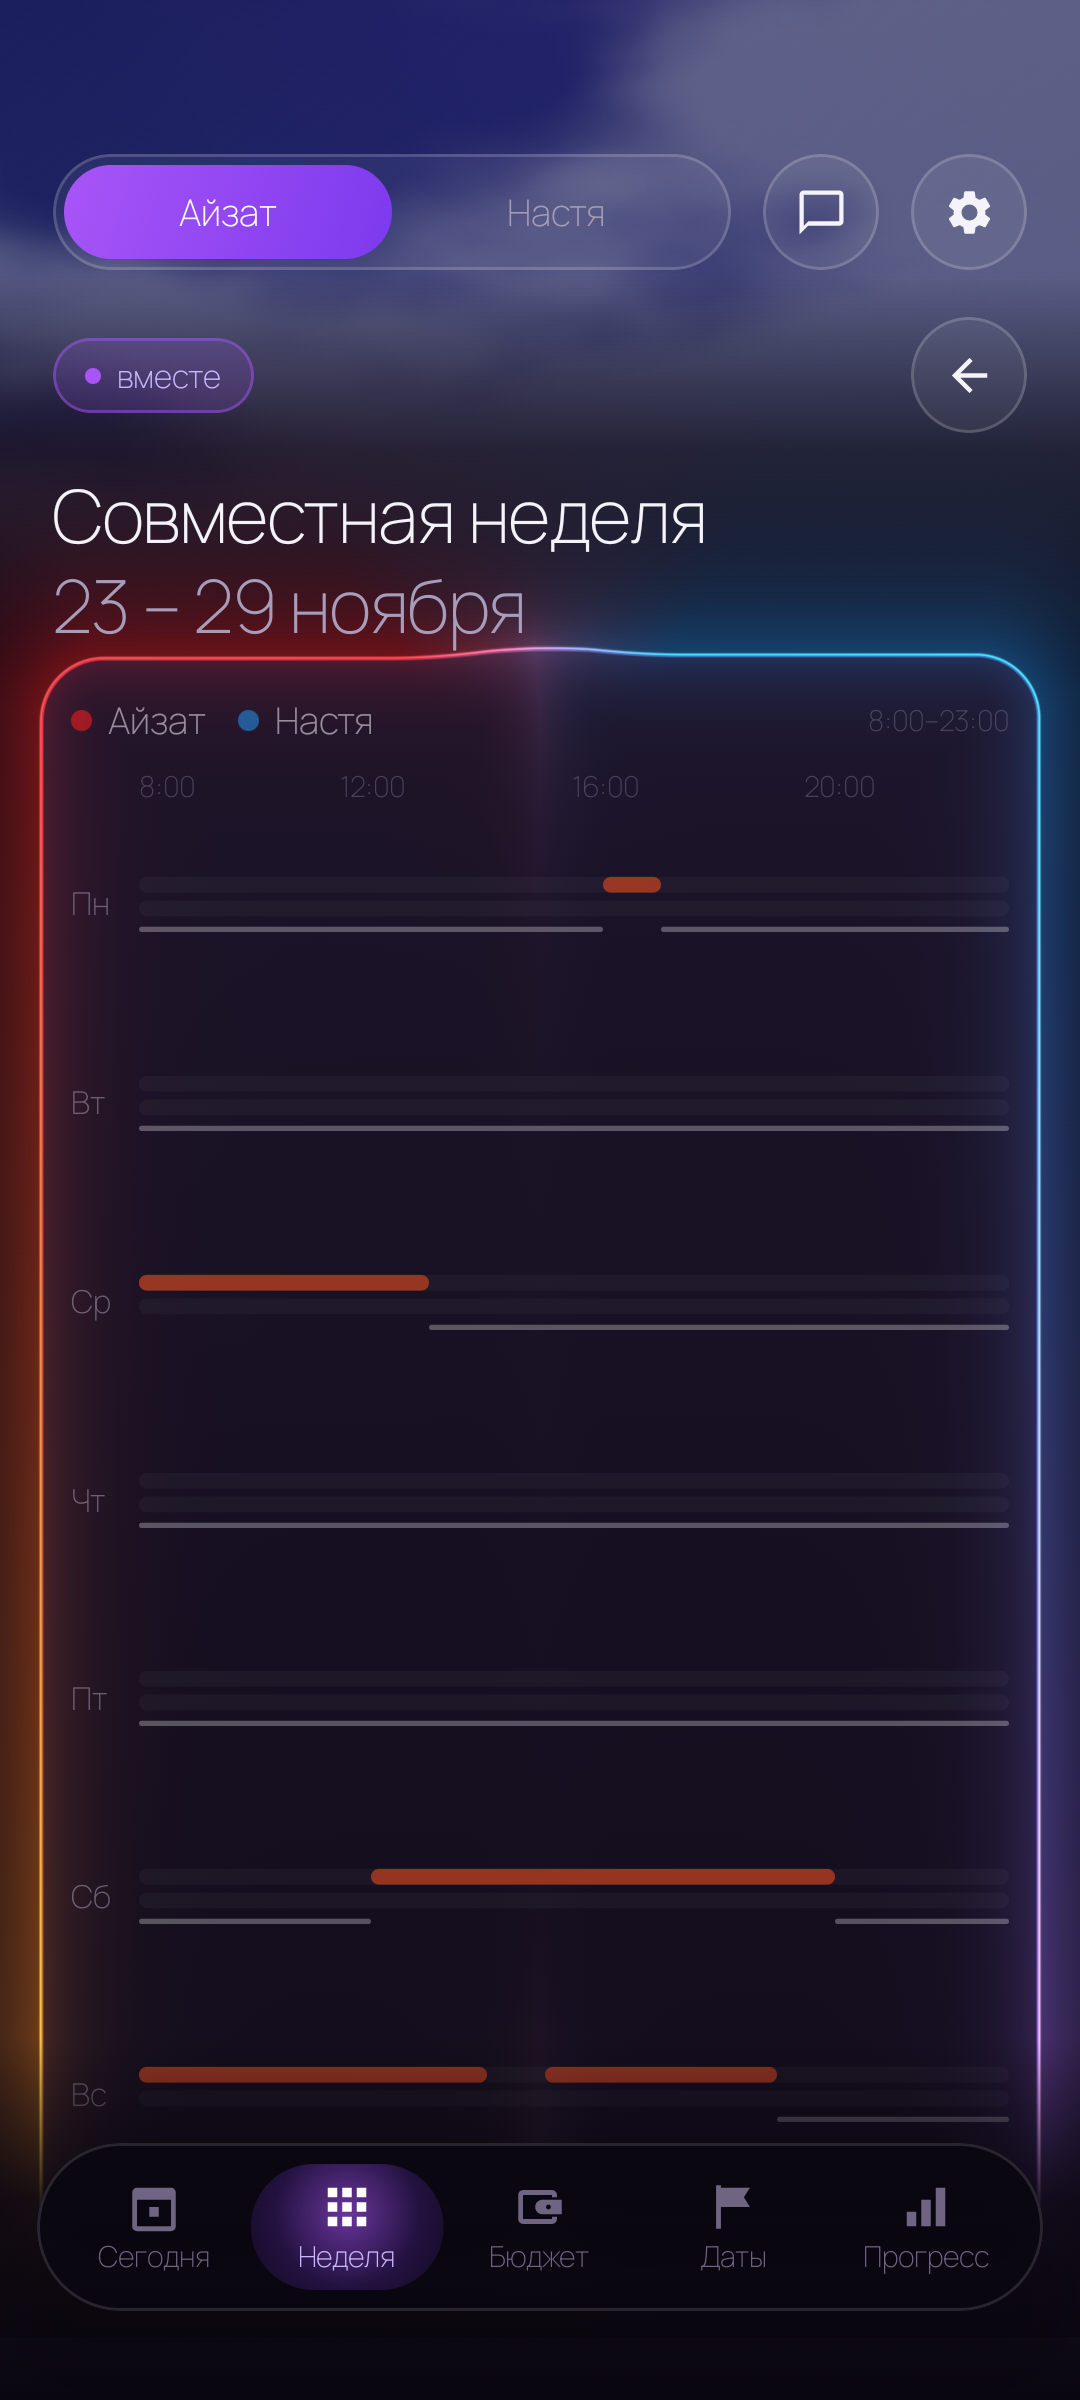 Айзат Настя
вместе
Совместная неделя
23 – 29 ноября
Айзат Настя 8:00–23:00
8:00 12:00 16:00 20:00
Пн
Вт
Ср
Чт
Пт
Сб
Вс
Сегодня Неделя Бюджет Даты Прогресс